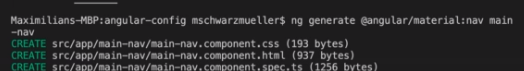 Maximilians-MBP:angular-config mschwarzmueller$ ng generate @angular/material:nav main
-nav
CREATE src/app/main-nav/main-nav.component.css (193 bytes)
CREATE src/app/main-nav/main-nav.component.html (937 bytes)
CREATE src/app/main-nav/main-nav.component.spec.ts (1256 bytes)